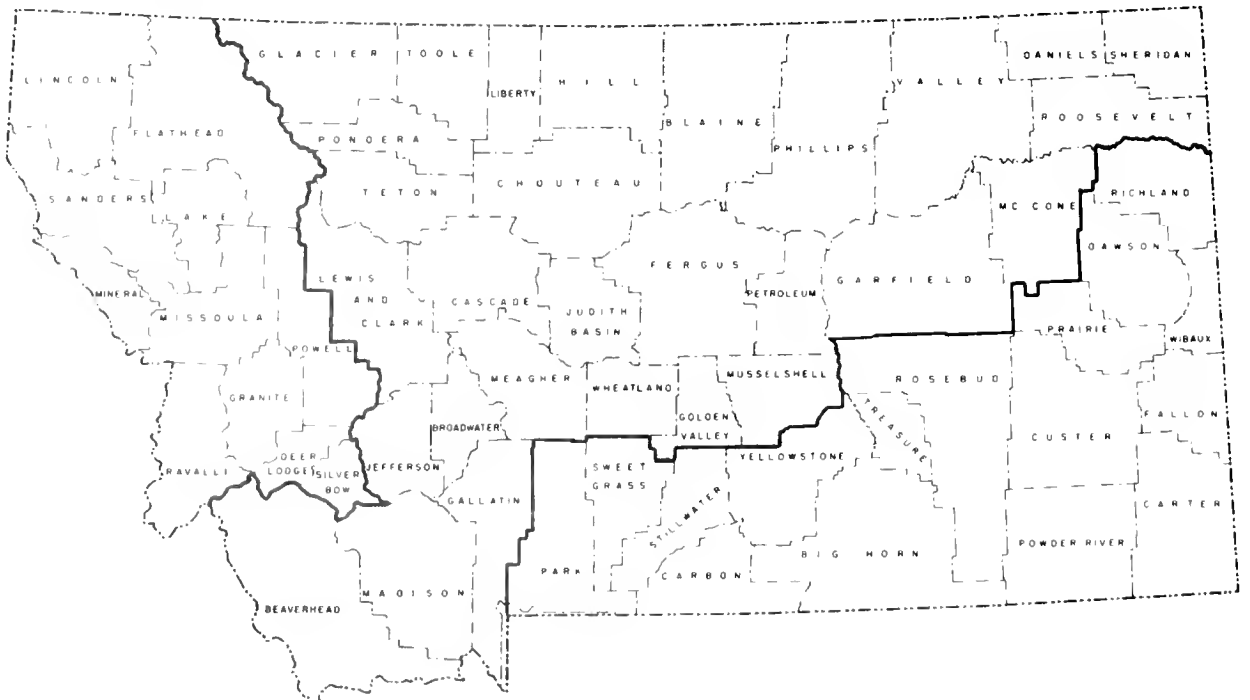 GLACIER
TOOLE
DANIELS
SHERIDAN
LINCOLN
HILL
VALLEY
LIBERTY
FLATHEAD
BLAINE
ROOSEVELT
PONDERA
PHILLIPS
TETON
CHOUTEAU
SANDERS
LAKE
MC CONE
RICHLAND
DAWSON
LEWIS
AND
CLARK
FERGUS
MINERAL
MISSOULA
CASCADE
PETROLEUM
GARFIELD
JUDITH
BASIN
PRAIRIE
WIBAUX
POWELL
MEAGHER
WHEATLAND
MUSSELSHELL
ROSEBUD
GRANITE
GOLDEN
VALLEY
TREASURE
FALLON
BROADWATER
CUSTER
RAVALLI
DEER
LODGE
SILVER
BOW
JEFFERSON
SWEET
GRASS
YELLOWSTONE
GALLATIN
STILLWATER
CARTER
POWDER RIVER
BIG HORN
PARK
CARBON
MADISON
BEAVERHEAD